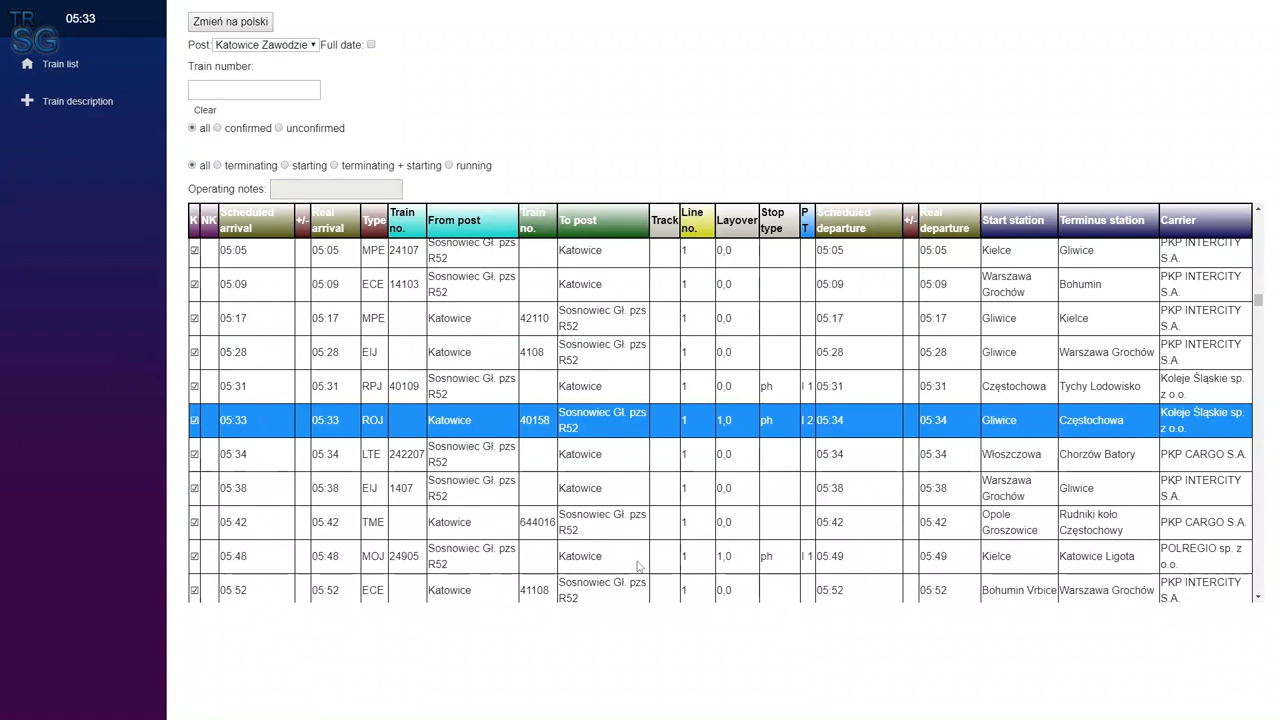 TR
SG
05:33
Train list
Train description
Zmień na polski
Post: Katowice Zawodzie Full date:
Train number:
Clear
all confirmed unconfirmed
all terminating starting terminating + starting running
Operating notes:
K NK Scheduled arrival +/- Real arrival Type Train no. From post Train no. To post Track Line no. Layover Stop type P T Scheduled departure +/- Real departure Start station Terminus station Carrier
05:05 05:05 MPE 24107 Sosnowiec Gł. pzs R52 Katowice 1 0,0 05:05 05:05 Kielce Gliwice PKP INTERCITY S.A.
05:09 05:09 ECE 14103 Sosnowiec Gł. pzs R52 Katowice 1 0,0 05:09 05:09 Warszawa Grochów Bohumin PKP INTERCITY S.A.
05:17 05:17 MPE Katowice 42110 Sosnowiec Gł. pzs R52 1 0,0 05:17 05:17 Gliwice Kielce PKP INTERCITY S.A.
05:28 05:28 EIJ Katowice 4108 Sosnowiec Gł. pzs R52 1 0,0 05:28 05:28 Gliwice Warszawa Grochów PKP INTERCITY S.A.
05:31 05:31 RPJ 40109 Sosnowiec Gł. pzs R52 Katowice 1 0,0 ph I 1 05:31 05:31 Częstochowa Tychy Lodowisko Koleje Śląskie sp. z o.o.
05:33 05:33 ROJ Katowice 40158 Sosnowiec Gł. pzs R52 1 1,0 ph I 2 05:34 05:34 Gliwice Częstochowa Koleje Śląskie sp. z o.o.
05:34 05:34 LTE 242207 Sosnowiec Gł. pzs R52 Katowice 1 0,0 05:34 05:34 Włoszczowa Chorzów Batory PKP CARGO S.A.
05:38 05:38 EIJ 1407 Sosnowiec Gł. pzs R52 Katowice 1 0,0 05:38 05:38 Warszawa Grochów Gliwice PKP INTERCITY S.A.
05:42 05:42 TME Katowice 644016 Sosnowiec Gł. pzs R52 1 0,0 05:42 05:42 Opole Groszowice Rudniki koło Częstochowy PKP CARGO S.A.
05:48 05:48 MOJ 24905 Sosnowiec Gł. pzs R52 Katowice 1 1,0 ph I 1 05:49 05:49 Kielce Katowice Ligota POLREGIO sp. z o.o.
05:52 05:52 ECE Katowice 41108 Sosnowiec Gł. pzs R52 1 0,0 05:52 05:52 Bohumin Vrbice Warszawa Grochów PKP INTERCITY S.A.